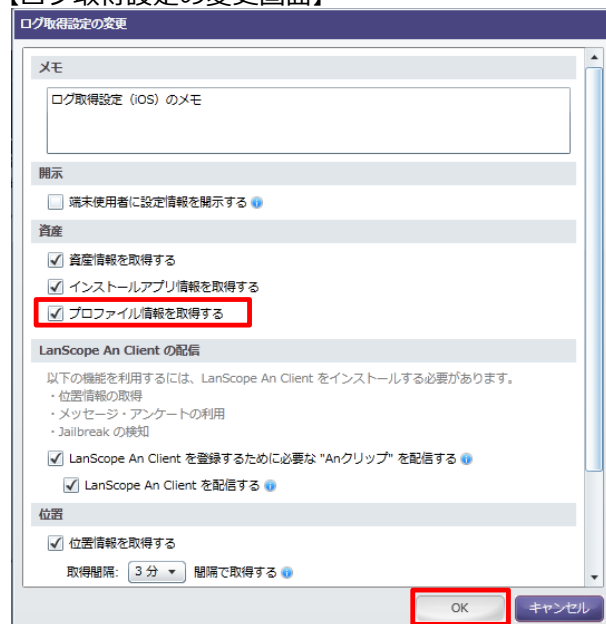 【ログ取得設定の変更画面】
ログ取得設定の変更
メモ
ログ取得設定（iOS）のメモ
開示
端末使用者に設定情報を開示する
資産
資産情報を取得する
インストールアプリ情報を取得する
プロファイル情報を取得する
LanScope An Client の配信
以下の機能を利用するには、LanScope An Client をインストールする必要があります。
・位置情報の取得
・メッセージ・アンケートの利用
・Jailbreak の検知
LanScope An Client を登録するために必要な "Anクリップ" を配信する
LanScope An Client を配信する
位置
位置情報を取得する
取得間隔: 3 分 間隔で取得する
OK キャンセル